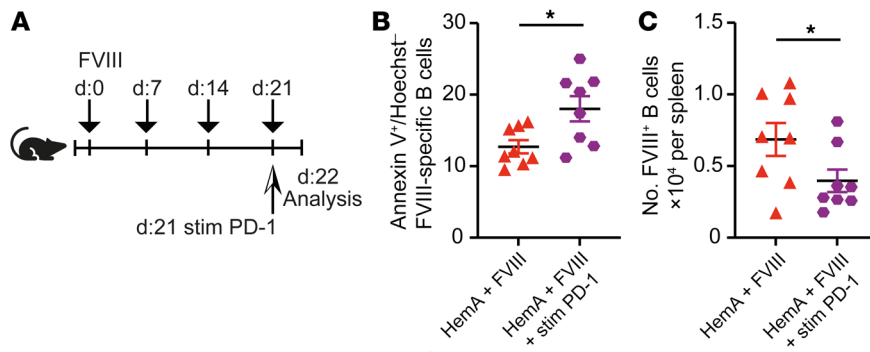 A
FVIII
d:0 d:7 d:14 d:21
d:22
Analysis
d:21 stim PD-1
B
Annexin V⁺/Hoechst⁻
FVIII-specific B cells
30
20
10
0
*
HemA + FVIII
HemA + FVIII
+ stim PD-1
C
No. FVIII⁺ B cells
×10⁴ per spleen
1.5
1.0
0.5
0
*
HemA + FVIII
HemA + FVIII
+ stim PD-1